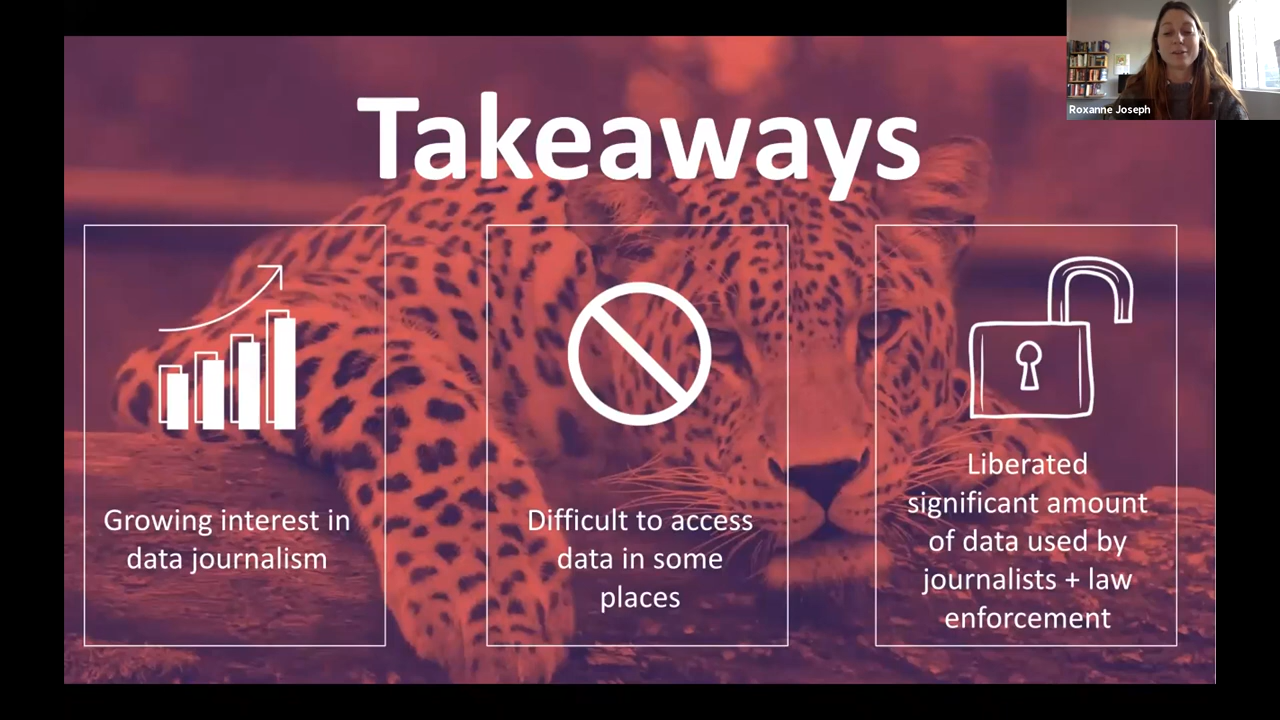 Takeaways
Growing interest in
data journalism
Difficult to access
data in some
places
Liberated
significant amount
of data used by
journalists + law
enforcement
Roxanne Joseph